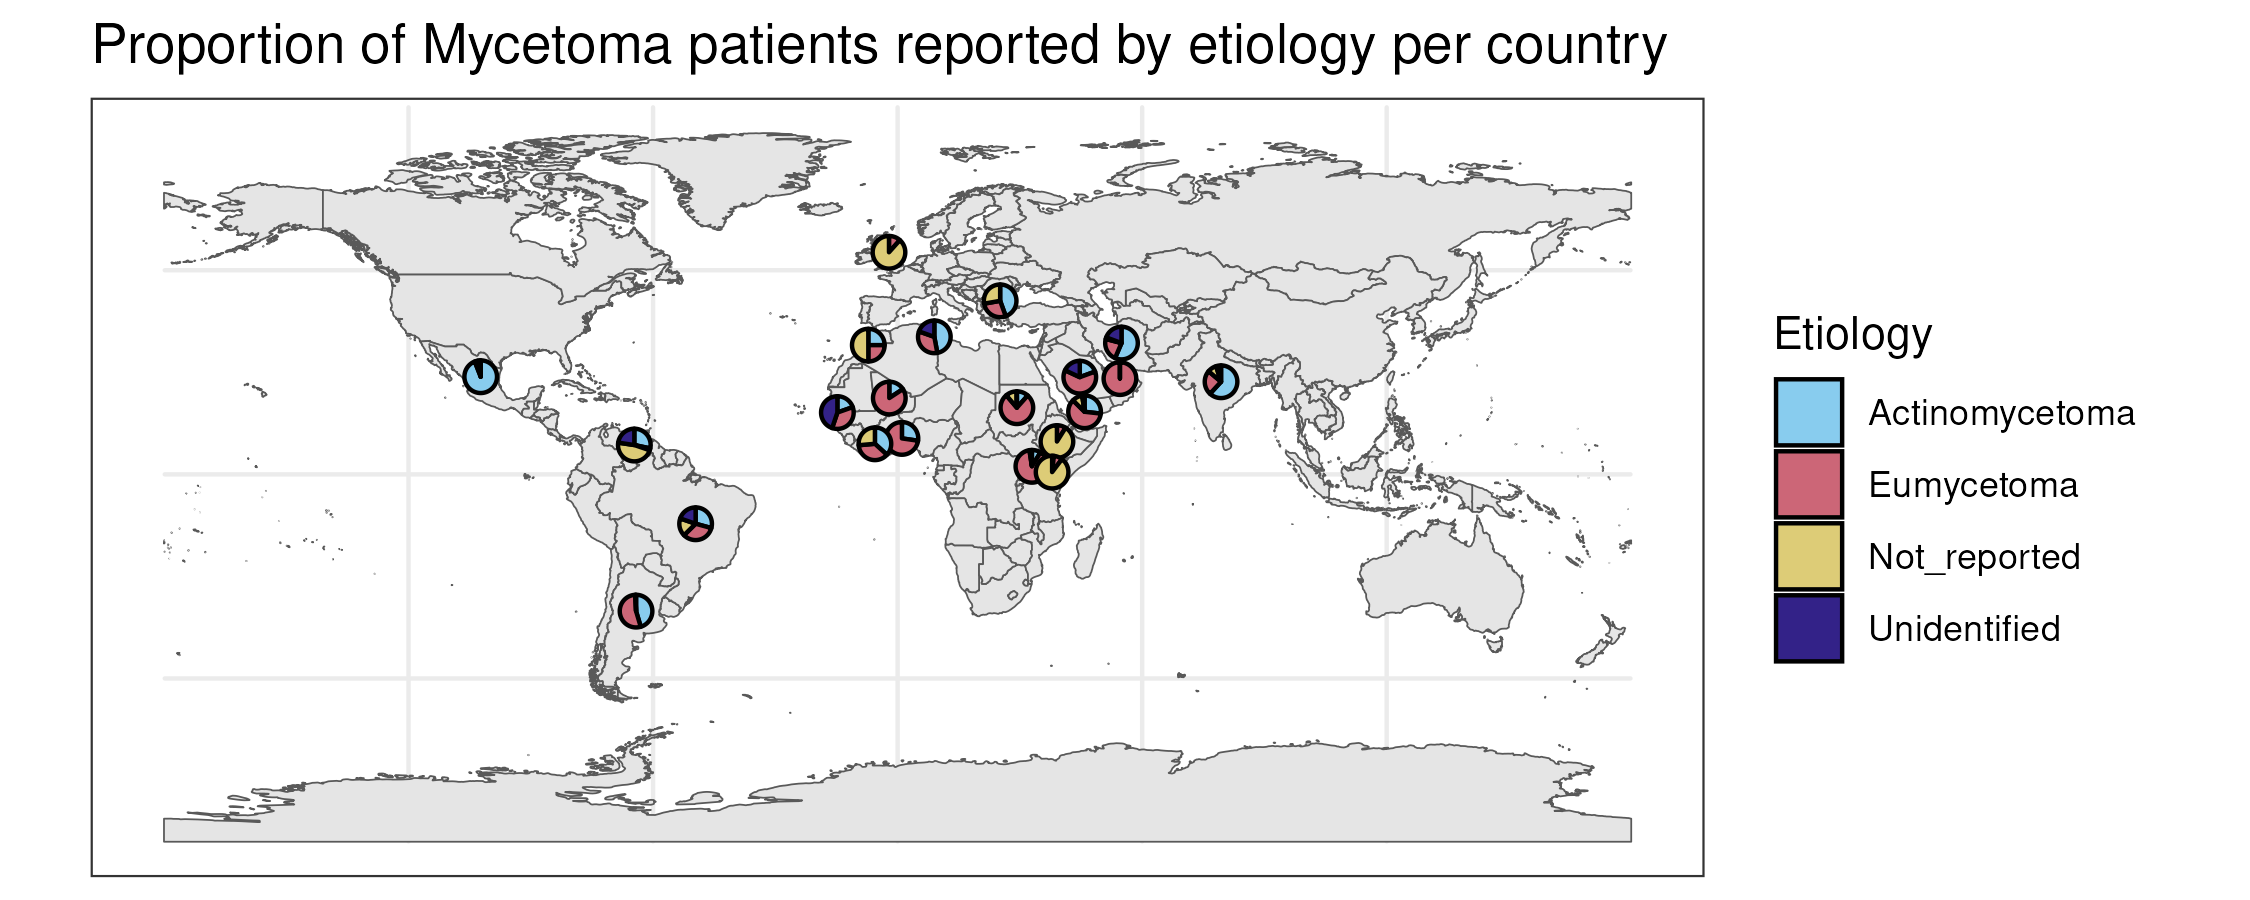 Proportion of Mycetoma patients reported by etiology per country
Etiology
Actinomycetoma
Eumycetoma
Not_reported
Unidentified